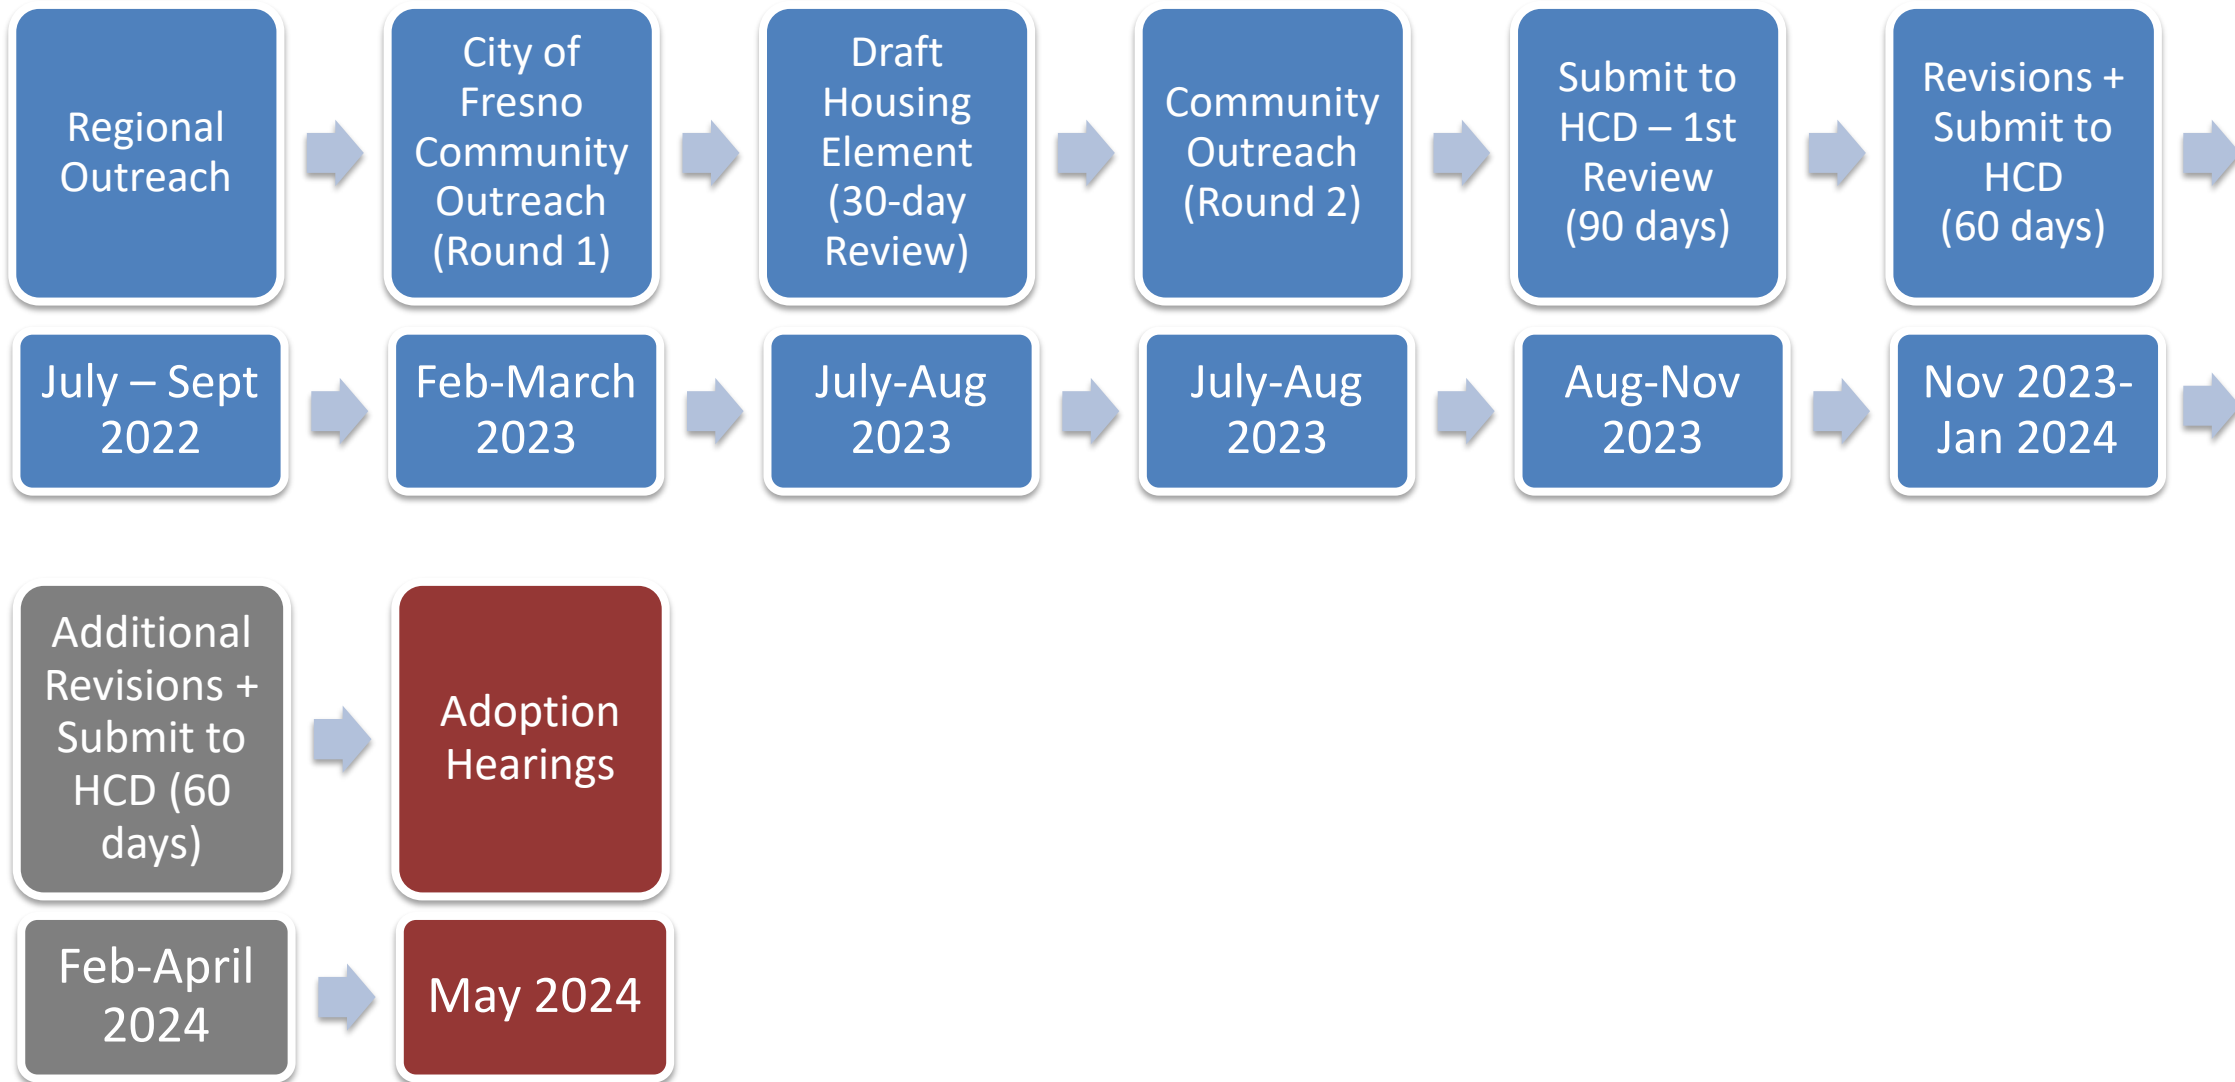 Regional
Outreach
City of
Fresno
Community
Outreach
(Round 1)
Draft
Housing
Element
(30-day
Review)
Community
Outreach
(Round 2)
Submit to
HCD – 1st
Review
(90 days)
Revisions +
Submit to
HCD
(60 days)
July – Sept
2022
Feb-March
2023
July-Aug
2023
July-Aug
2023
Aug-Nov
2023
Nov 2023-
Jan 2024
Additional
Revisions +
Submit to
HCD (60
days)
Adoption
Hearings
Feb-April
2024
May 2024